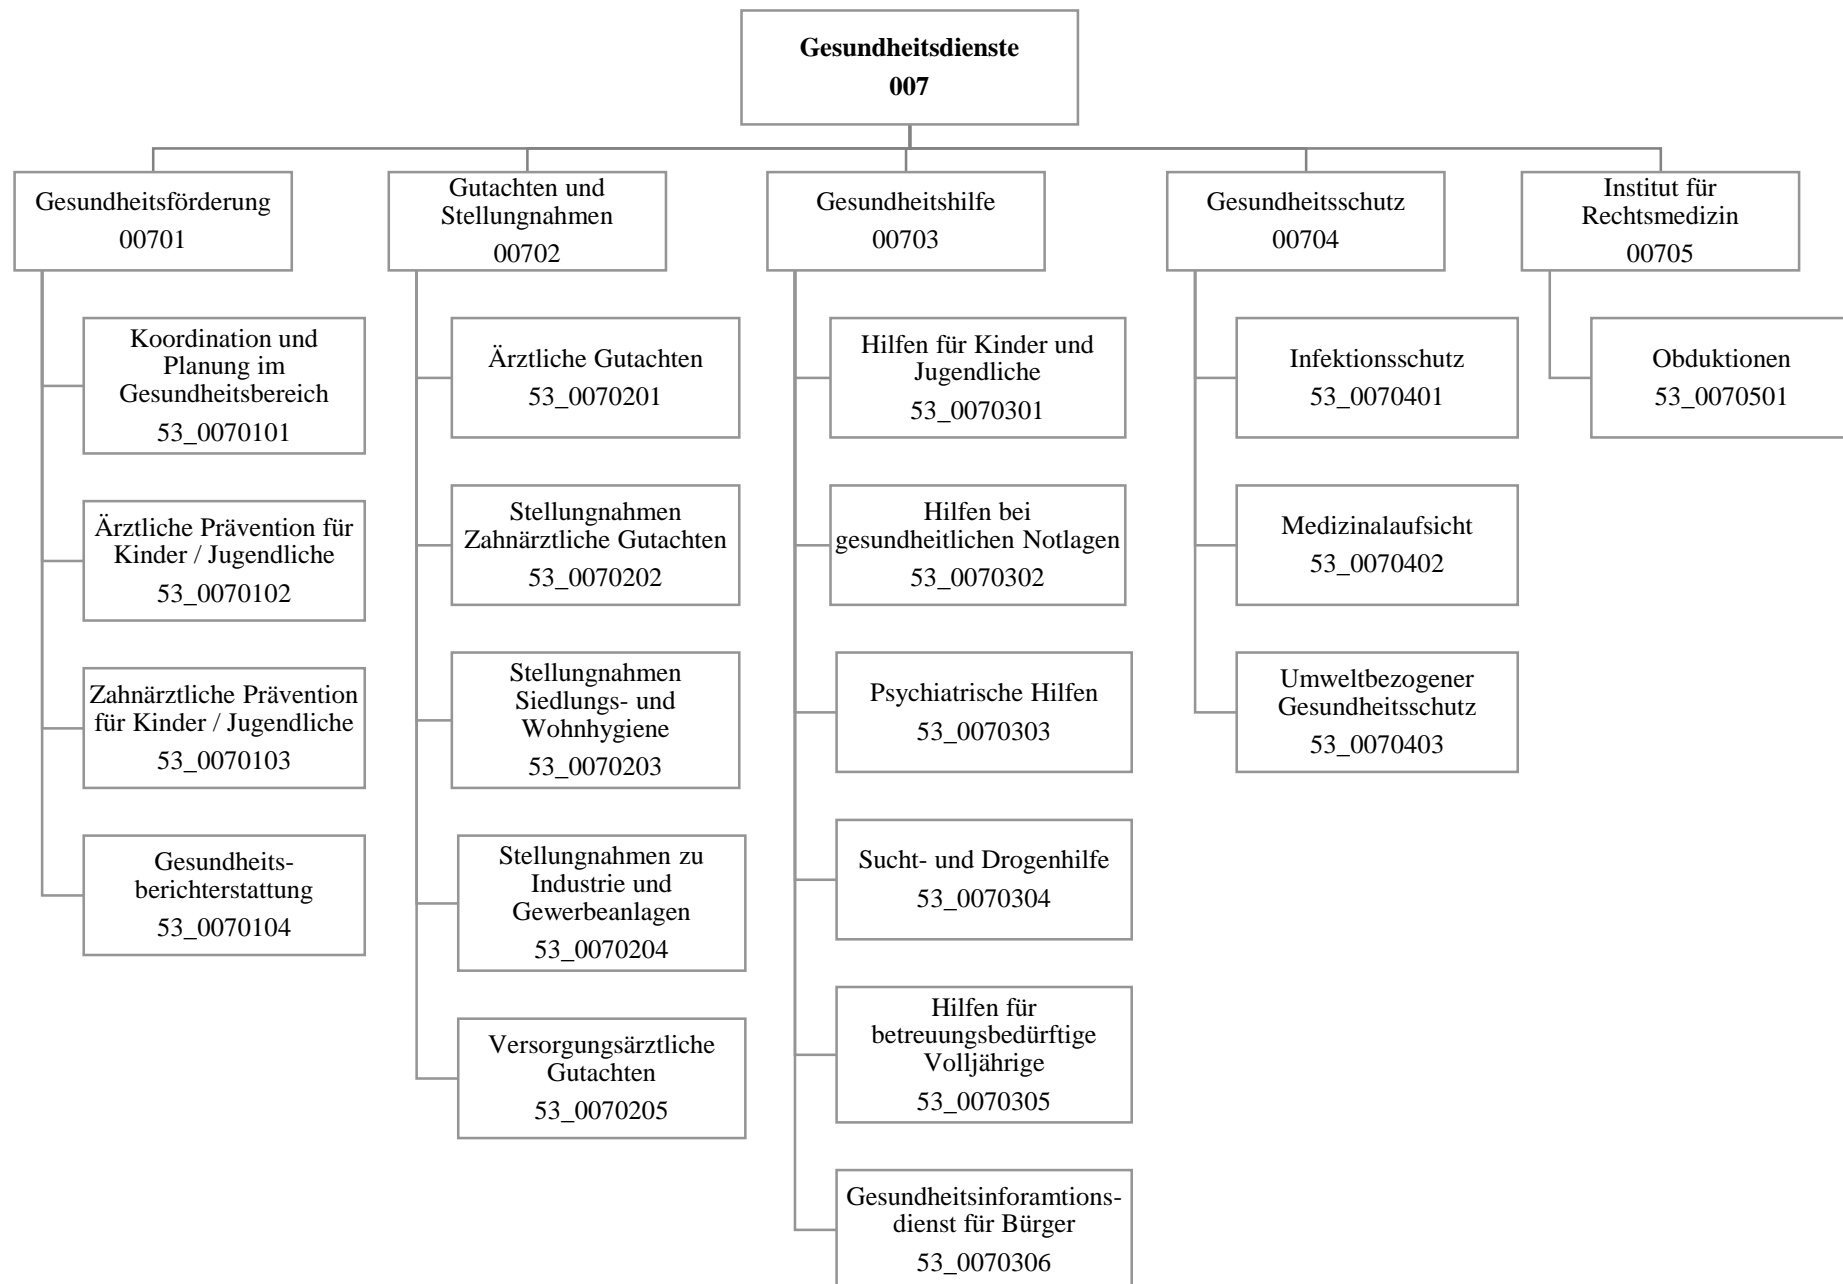 Gesundheitsdienste
007
Gesundheitsförderung
00701
Koordination und
Planung im
Gesundheitsbereich
53_0070101
Ärztliche Prävention für
Kinder / Jugendliche
53_0070102
Zahnärztliche Prävention
für Kinder / Jugendliche
53_0070103
Gesundheits-
berichterstattung
53_0070104
Gutachten und
Stellungnahmen
00702
Ärztliche Gutachten
53_0070201
Stellungnahmen
Zahnärztliche Gutachten
53_0070202
Stellungnahmen
Siedlungs- und
Wohnhygiene
53_0070203
Stellungnahmen zu
Industrie und
Gewerbeanlagen
53_0070204
Versorgungsärztliche
Gutachten
53_0070205
Gesundheitshilfe
00703
Hilfen für Kinder und
Jugendliche
53_0070301
Hilfen bei
gesundheitlichen Notlagen
53_0070302
Psychiatrische Hilfen
53_0070303
Sucht- und Drogenhilfe
53_0070304
Hilfen für
betreuungsbedürftige
Volljährige
53_0070305
Gesundheitsinforamtions-
dienst für Bürger
53_0070306
Gesundheitsschutz
00704
Infektionsschutz
53_0070401
Medizinalaufsicht
53_0070402
Umweltbezogener
Gesundheitsschutz
53_0070403
Institut für
Rechtsmedizin
00705
Obduktionen
53_0070501